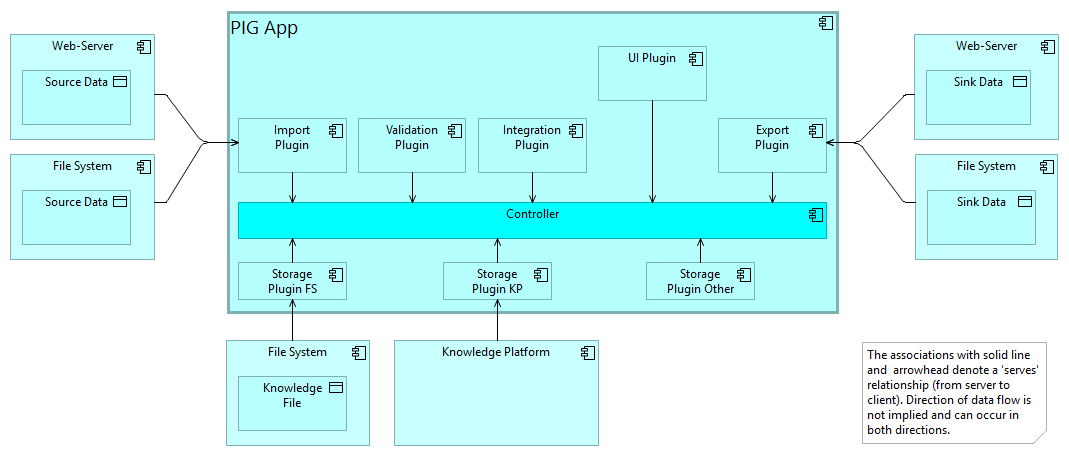 PIG App
Web-Server
Source Data
File System
Source Data
UI Plugin
Import
Plugin
Validation
Plugin
Integration
Plugin
Export
Plugin
Controller
Storage
Plugin FS
Storage
Plugin KP
Storage
Plugin Other
Web-Server
Sink Data
File System
Sink Data
File System
Knowledge
File
Knowledge Platform
The associations with solid line
and arrowhead denote a 'serves'
relationship (from server to
client). Direction of data flow is
not implied and can occur in
both directions.